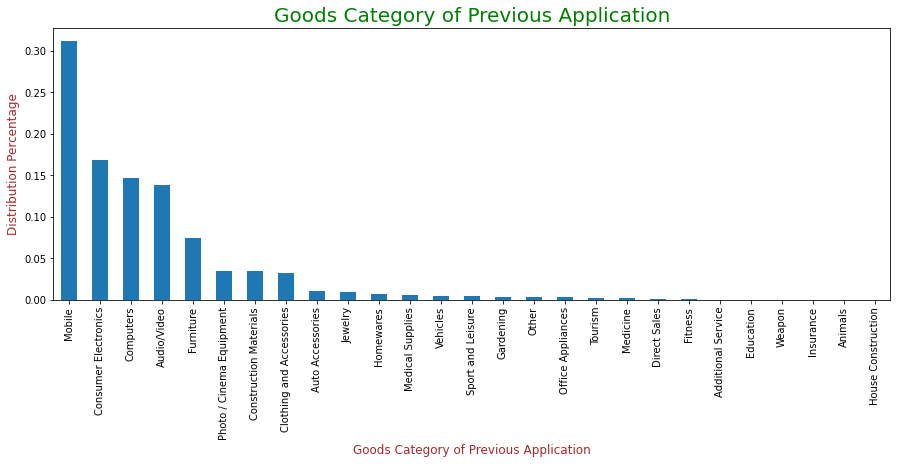 Goods Category of Previous Application
Distribution Percentage
0.30
0.25
0.20
0.15
0.10
0.05
0.00
Mobile
Consumer Electronics
Computers
Audio/Video
Furniture
Photo / Cinema Equipment
Construction Materials
Clothing and Accessories
Auto Accessories
Jewelry
Homewares
Medical Supplies
Vehicles
Sport and Leisure
Gardening
Other
Office Appliances
Tourism
Medicine
Direct Sales
Fitness
Additional Service
Education
Weapon
Insurance
Animals
House Construction
Goods Category of Previous Application